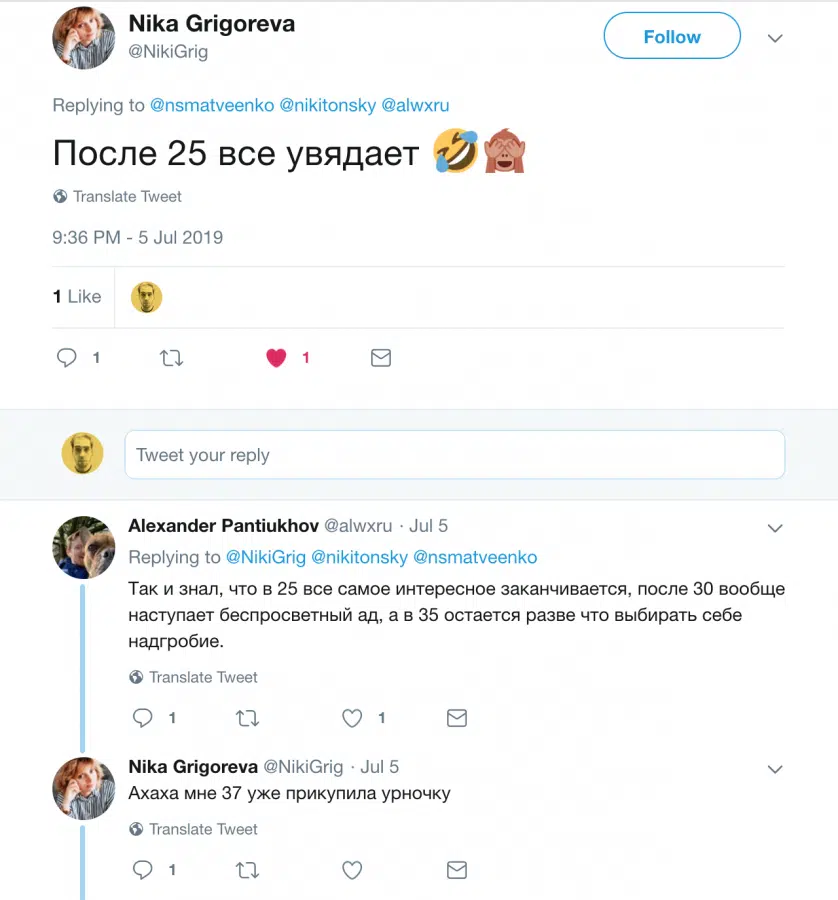 Nika Grigoreva
@NikiGrig
Follow
Replying to @nsmatveenko @nikitonsky @alwxru
После 25 все увядает 🤣🙈
Translate Tweet
9:36 PM - 5 Jul 2019
1 Like
1
1
Tweet your reply
Alexander Pantiukhov @alwxru · Jul 5
Replying to @NikiGrig @nikitonsky @nsmatveenko
Так и знал, что в 25 все самое интересное заканчивается, после 30 вообще
наступает беспросветный ад, а в 35 остается разве что выбирать себе
надгробие.
Translate Tweet
1
1
Nika Grigoreva @NikiGrig · Jul 5
Ахаха мне 37 уже прикупила урночку
Translate Tweet
1